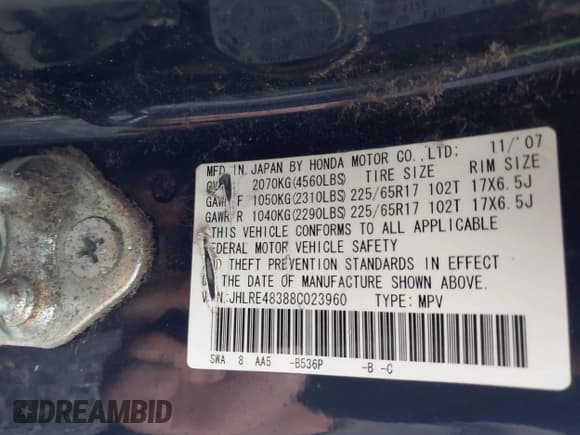 MFD IN JAPAN BY HONDA MOTOR CO., LTD: 11/'07
2070KG(4560LBS) TIRE SIZE RIM SIZE
GAWR F 1050KG(2310LBS) 225/65R17 102T 17X6.5J
GAWR R 1040KG(2290LBS) 225/65R17 102T 17X6.5J
THIS VEHICLE CONFORMS TO ALL APPLICABLE
FEDERAL MOTOR VEHICLE SAFETY
AND THEFT PREVENTION STANDARDS IN EFFECT
THE DATE OF MANUFACTURE SHOWN ABOVE.
JHLRE48388C023960 TYPE: MPV
SWA 8 AA5 -B536P -B -C
DREAMBID